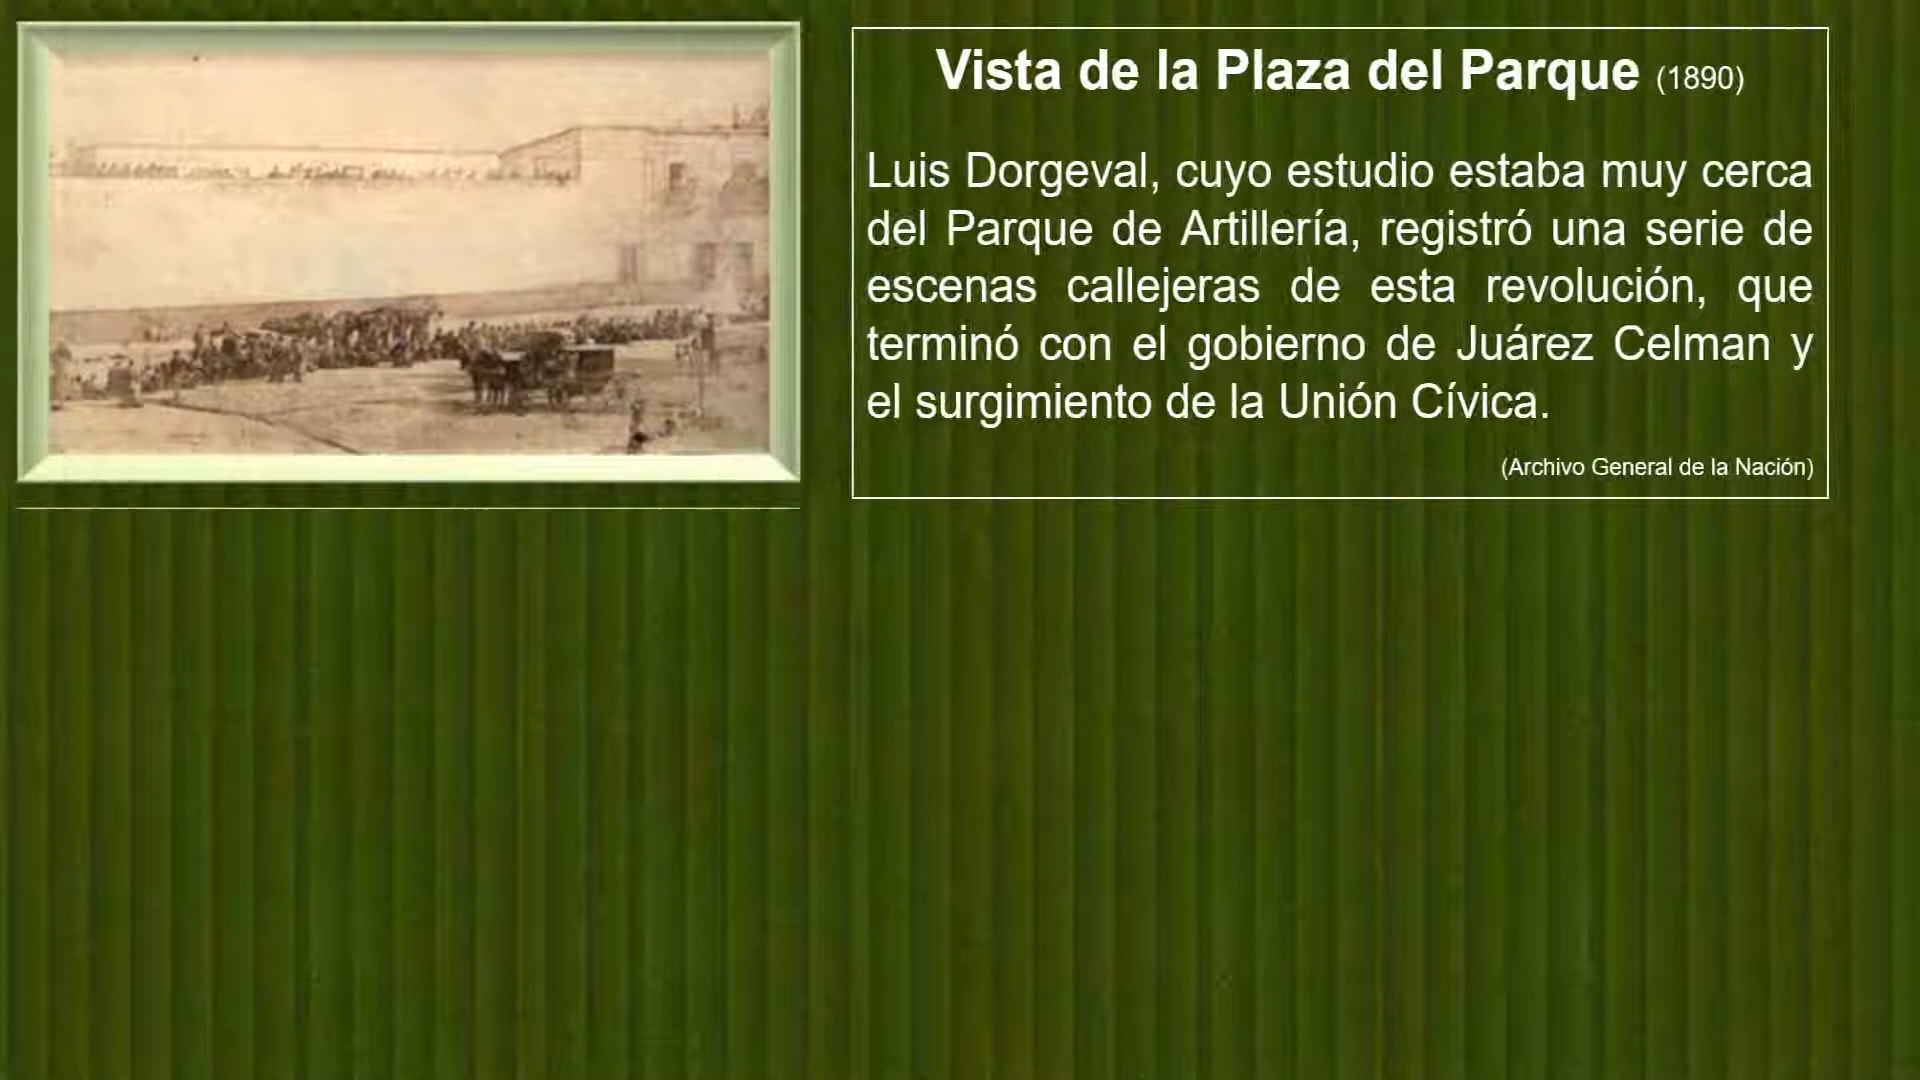 Vista de la Plaza del Parque (1890)
Luis Dorgeval, cuyo estudio estaba muy cerca
del Parque de Artillería, registró una serie de
escenas callejeras de esta revolución, que
terminó con el gobierno de Juárez Celman y
el surgimiento de la Unión Cívica.
(Archivo General de la Nación)